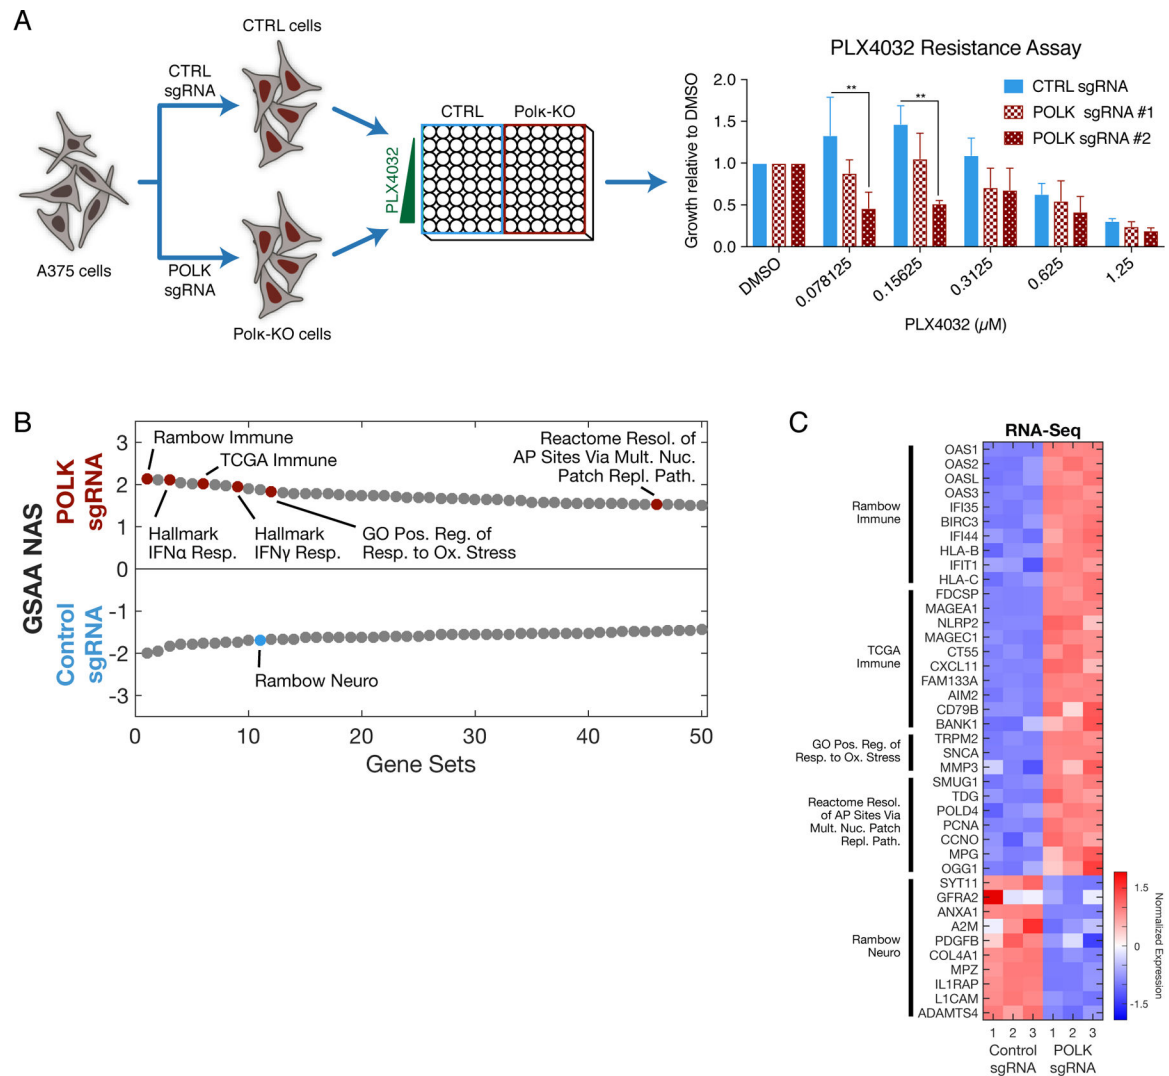 A
CTRL cells
CTRL
sgRNA
A375 cells
POLK
sgRNA
Polκ-KO cells
PLX4032
CTRL
Polκ-KO
PLX4032 Resistance Assay
Growth relative to DMSO
2.0
1.5
1.0
0.5
0.0
**
**
CTRL sgRNA
POLK sgRNA #1
POLK sgRNA #2
DMSO
0.078125
0.15625
0.3125
0.625
1.25
PLX4032 (µM)
B
GSAA NAS
POLK
sgRNA
Control
sgRNA
3
2
1
0
-1
-2
-3
Rambow Immune
TCGA Immune
Reactome Resol. of
AP Sites Via Mult. Nuc.
Patch Repl. Path.
Hallmark
IFNα Resp.
Hallmark
IFNγ Resp.
GO Pos. Reg. of
Resp. to Ox. Stress
Rambow Neuro
0
10
20
30
40
50
Gene Sets
C
RNA-Seq
Rambow
Immune
OAS1
OAS2
OASL
OAS3
IFI35
BIRC3
IFI44
HLA-B
IFIT1
HLA-C
TCGA
Immune
FDCSP
MAGEA1
NLRP2
MAGEC1
CT55
CXCL11
FAM133A
AIM2
CD79B
BANK1
GO Pos. Reg. of
Resp. to Ox. Stress
TRPM2
SNCA
MMP3
Reactome Resol.
of AP Sites Via
Mult. Nuc. Patch
Repl. Path.
SMUG1
TDG
POLD4
PCNA
CCNO
MPG
OGG1
Rambow
Neuro
SYT11
GFRA2
ANXA1
A2M
PDGFB
COL4A1
MPZ
IL1RAP
L1CAM
ADAMTS4
1 2 3 1 2 3
Control
sgRNA
POLK
sgRNA
1.5
0
-1.5
Normalized Expression